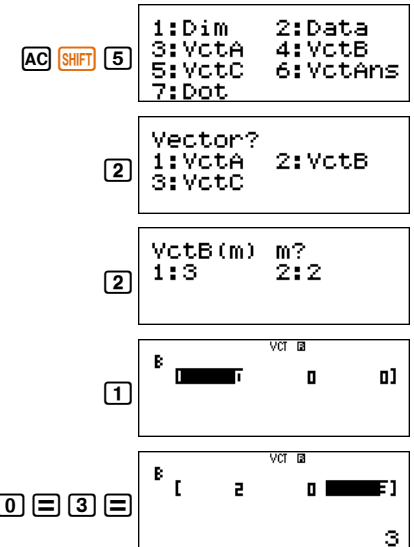 AC SHIFT 5
1:Dim 2:Data
3:VctA 4:VctB
5:VctC 6:VctAns
7:Dot
2
Vector?
1:VctA 2:VctB
3:VctC
2
VctB(m) m?
1:3 2:2
1
VCT D
B
0 0]
0 = 3 =
VCT D
B
[ 2 0 3]
3